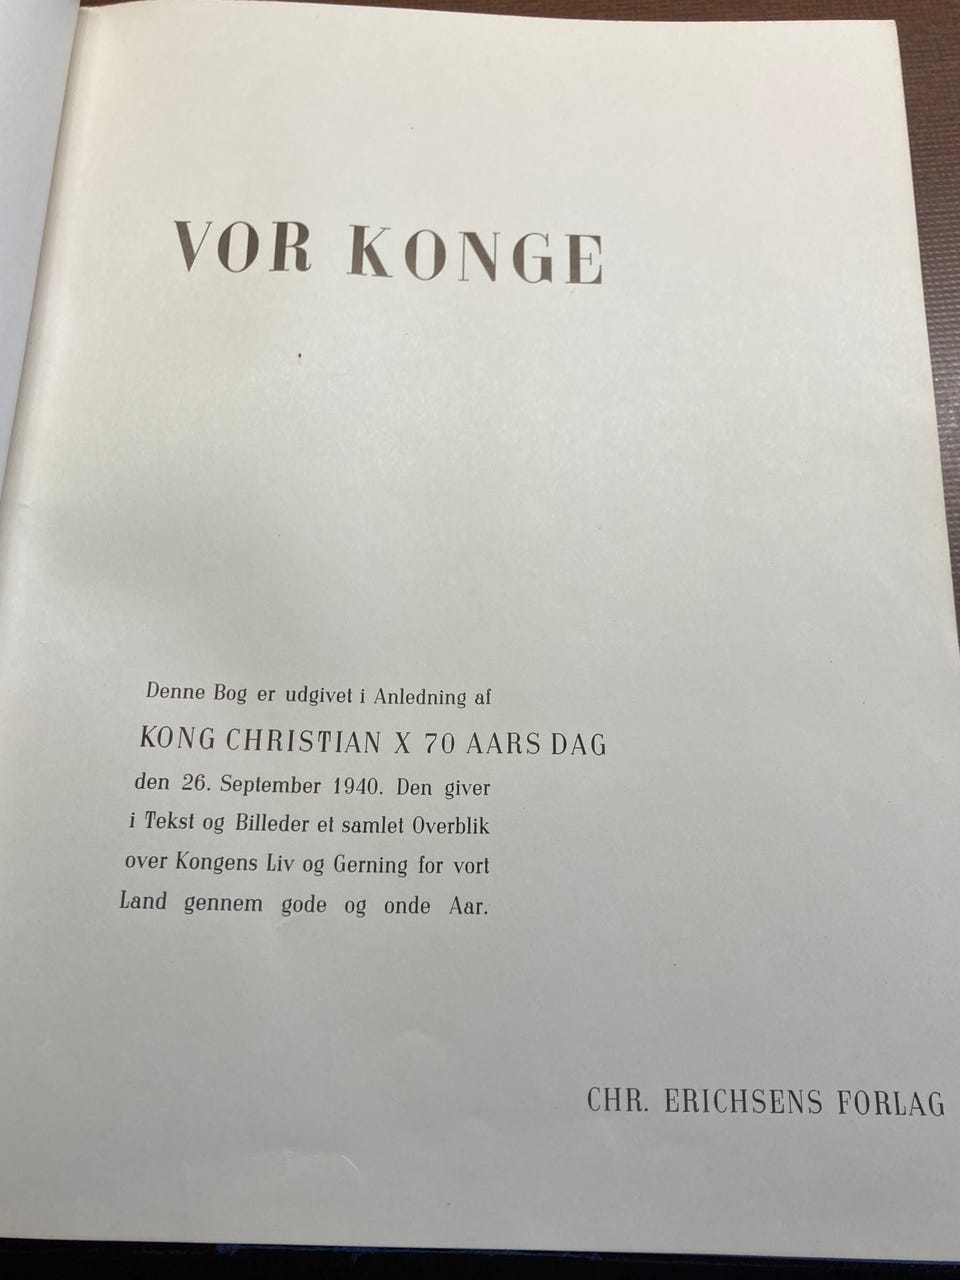 VOR KONGE
Denne Bog er udgivet i Anledning af
KONG CHRISTIAN X 70 AARS DAG
den 26. September 1940. Den giver
i Tekst og Billeder et samlet Overblik
over Kongens Liv og Gerning for vort
Land gennem gode og onde Aar.
CHR. ERICHSENS FORLAG